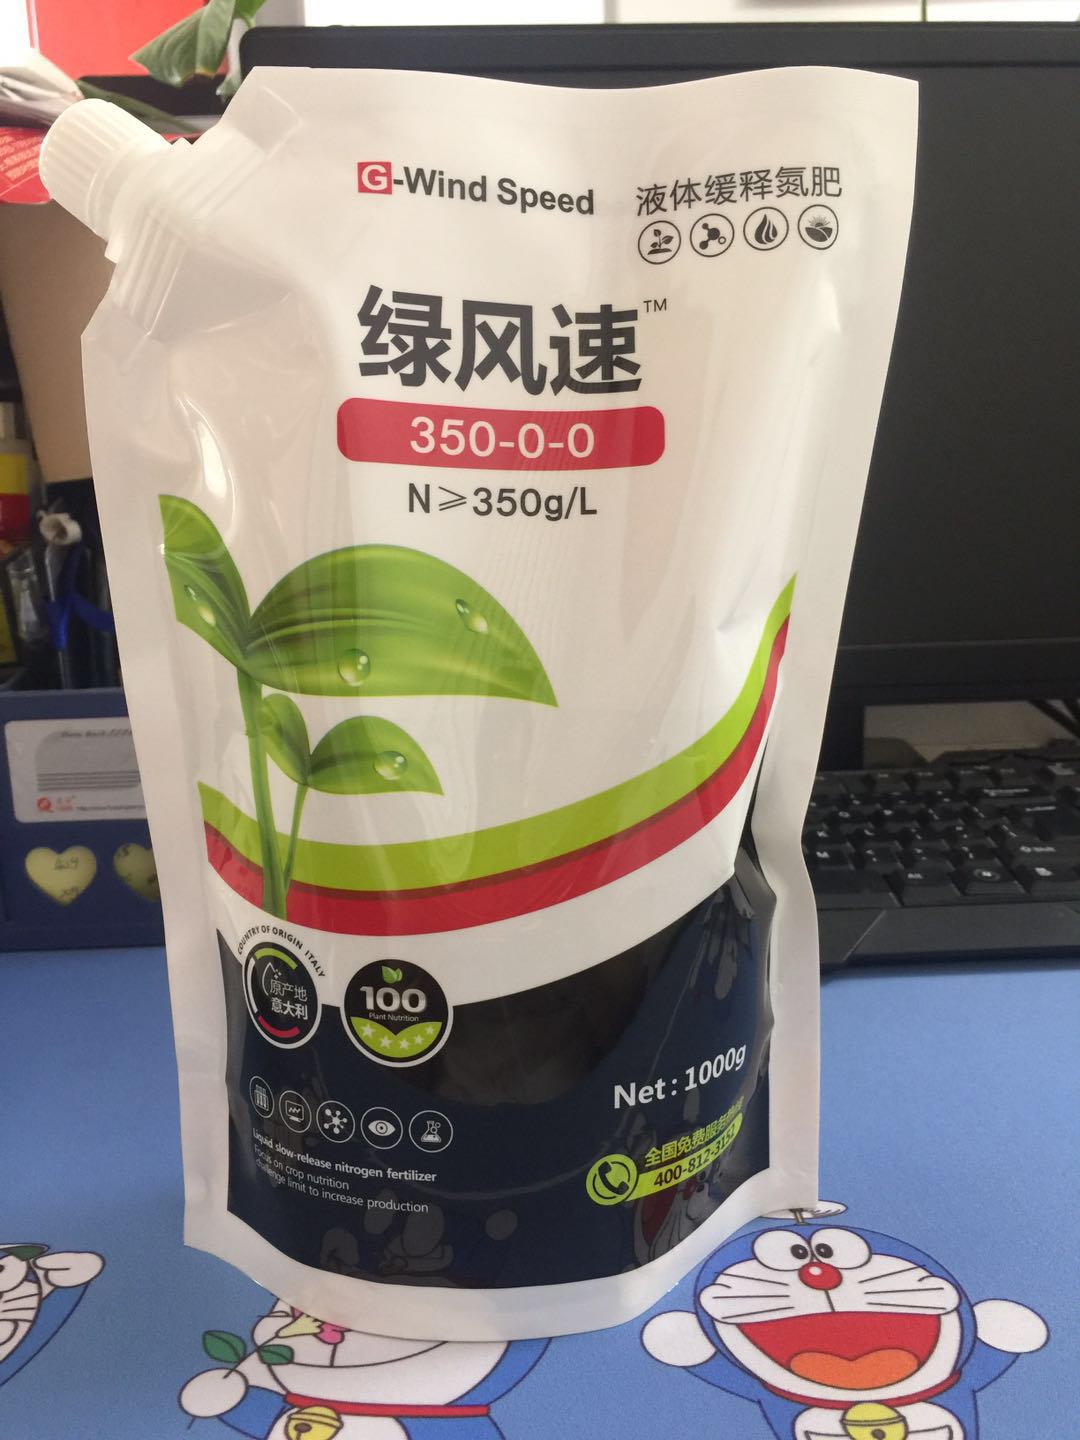 G-Wind Speed
液体缓释氮肥
绿风速™
350-0-0
N≥350g/L
COUNTRY OF ORIGIN ITALY
原产地
意大利
100
Plant Nutrition
Net: 1000g
Liquid slow-release nitrogen fertilizer
Focus on crop nutrition
challenge limit to increase production
全国免费服务热线
400-812-3151